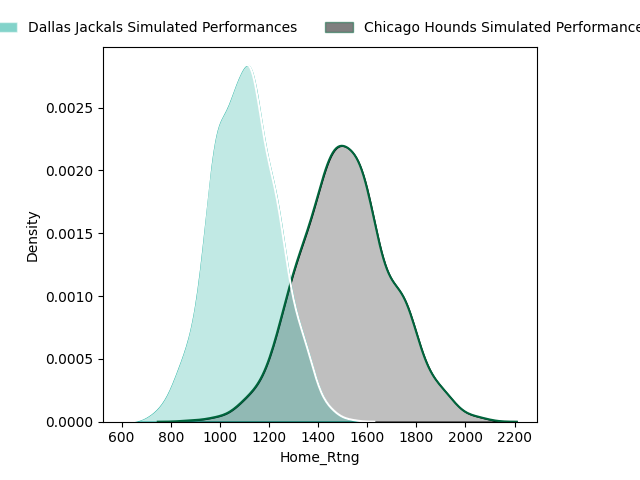 Dallas Jackals Simulated Performances
Chicago Hounds Simulated Performance
0.0025
0.0020
0.0015
0.0010
0.0005
0.0000
Density
600 800 1000 1200 1400 1600 1800 2000 2200
Home_Rtng